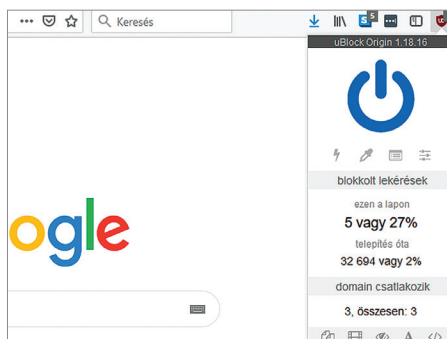 Keresés
S 5
uBlock Origin 1.18.16
blokkolt lekérések
ezen a lapon
5 vagy 27%
telepítés óta
32 694 vagy 2%
domain csatlakozik
3, összesen: 3
ogle